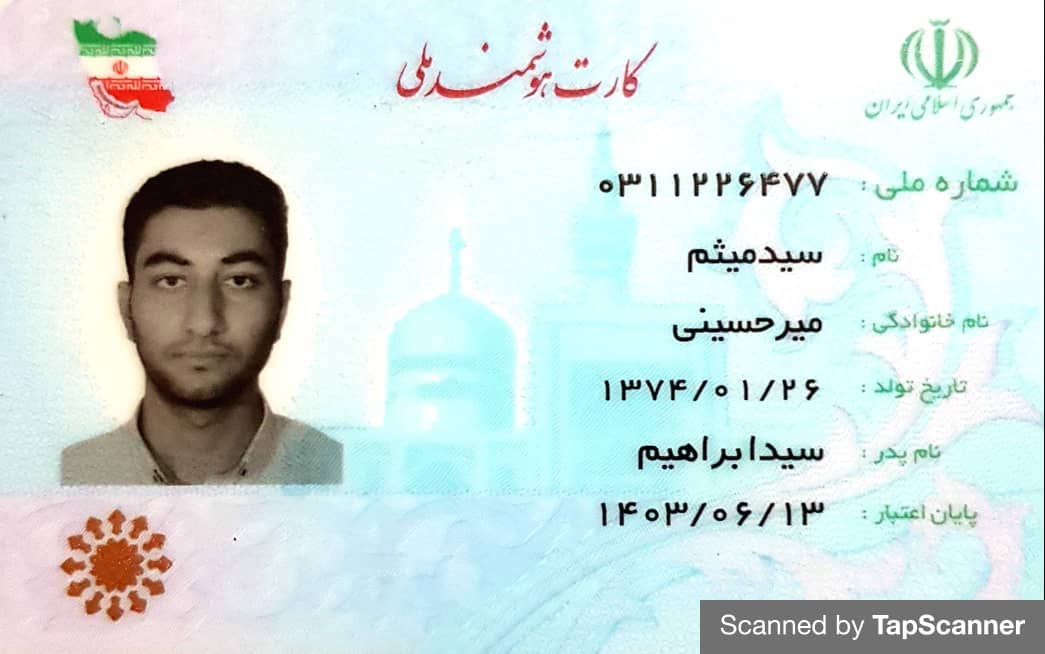 جمهوری اسلامی ایران
کارت هوشمند ملی
شماره ملی : ۰۳۱۱۲۲۶۴۷۷
نام : سیدمیثم
نام خانوادگی : میرحسینی
تاریخ تولد : ۱۳۷۴/۰۱/۲۶
نام پدر : سیدابراهیم
پایان اعتبار : ۱۴۰۳/۰۶/۱۳
Scanned by TapScanner